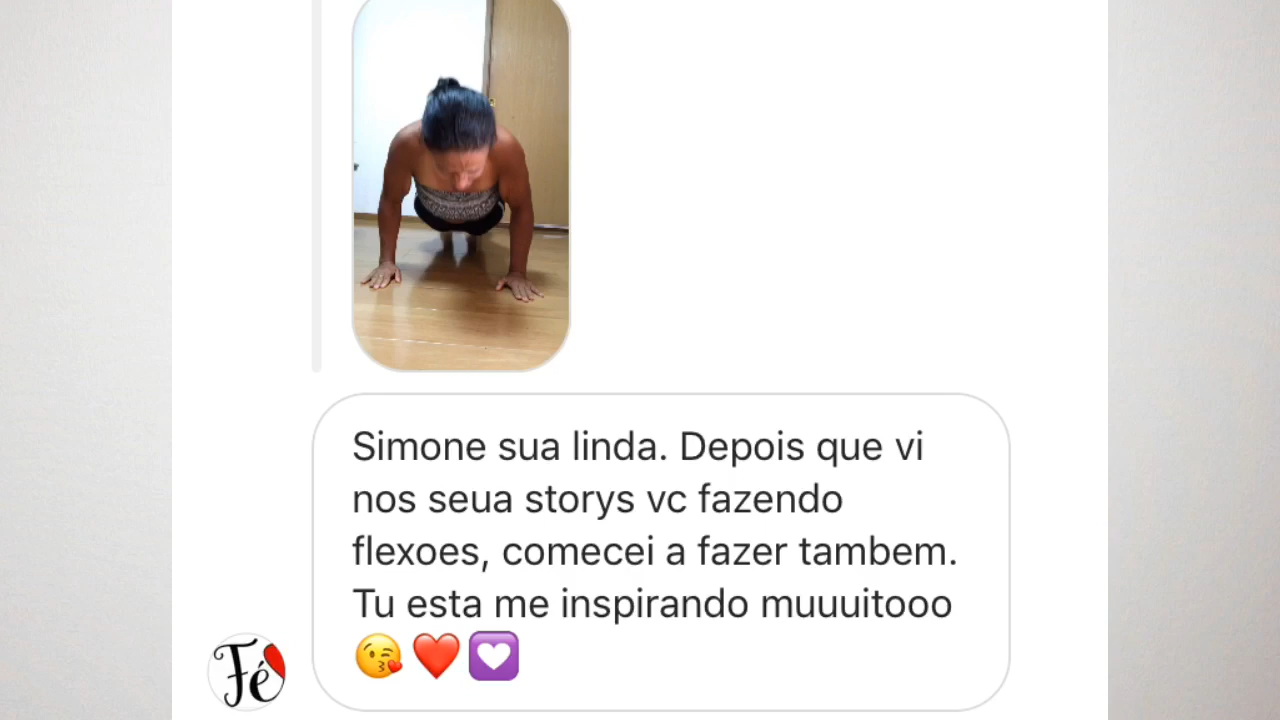 Simone sua linda. Depois que vi
nos seua storys vc fazendo
flexoes, comecei a fazer tambem.
Tu esta me inspirando muuuitooo
😘❤️💟
Fé